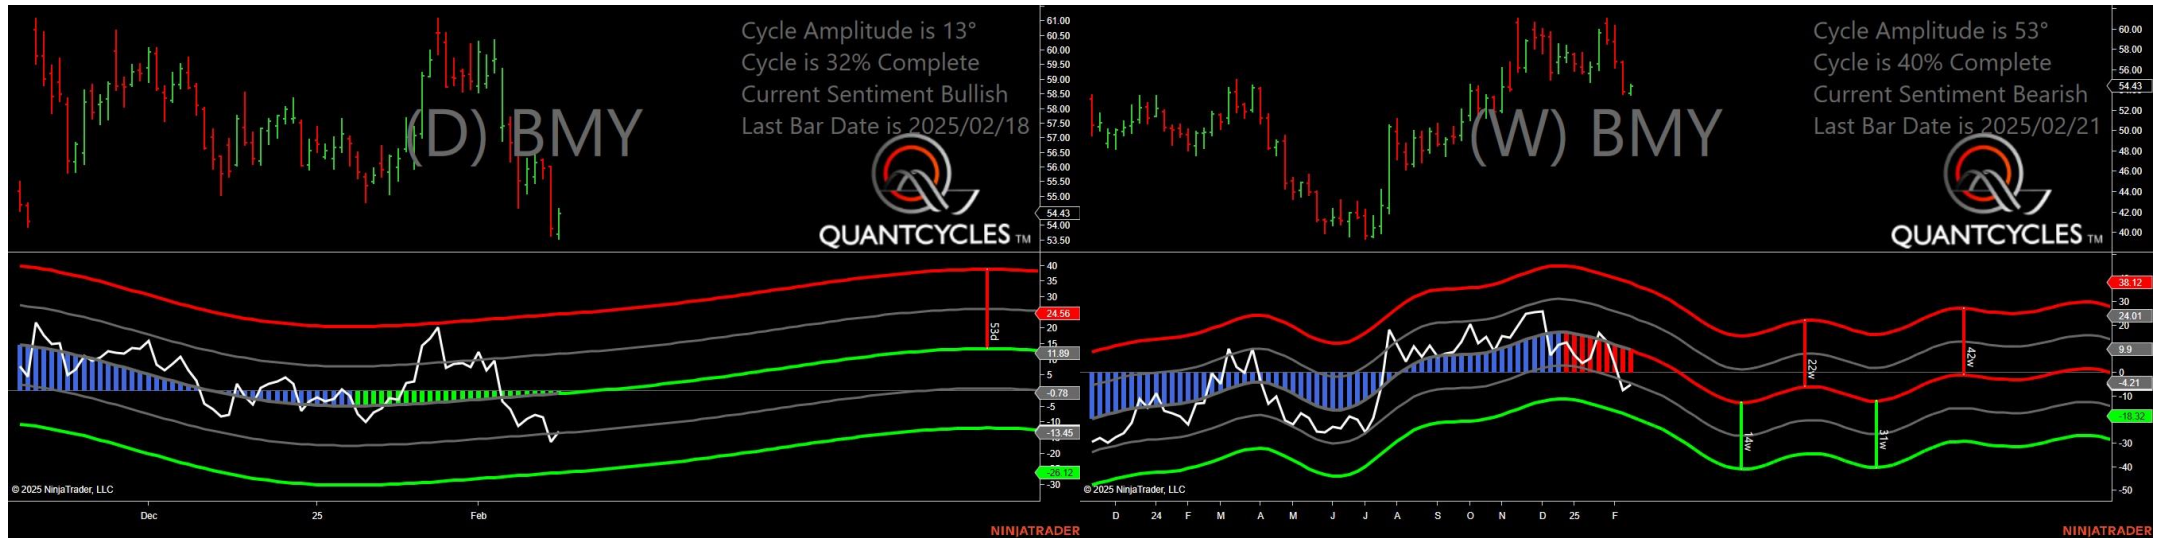 Cycle Amplitude is 13°
Cycle is 32% Complete
Current Sentiment Bullish
Last Bar Date is 2025/02/18
(D) BMY
QUANTCYCLES TM
61.00
60.50
60.00
59.50
59.00
58.50
58.00
57.50
57.00
56.50
56.00
55.50
55.00
54.43
54.00
53.50
40
35
30
24.56
20
15
11.89
5
-0.78
-5
-10
-13.45
-20
-26.12
-30
53d
© 2025 NinjaTrader, LLC
Dec 25 Feb
NINJATRADER
Cycle Amplitude is 53°
Cycle is 40% Complete
Current Sentiment Bearish
Last Bar Date is 2025/02/21
(W) BMY
QUANTCYCLES TM
60.00
58.00
56.00
54.43
52.00
50.00
48.00
46.00
44.00
42.00
40.00
38.12
30
24.01
20
9.9
0
-4.21
-10
-18.32
-30
-40
-50
14w
22w
31w
42w
© 2025 NinjaTrader, LLC
D 24 F M A M J J A S O N D 25 F
NINJATRADER